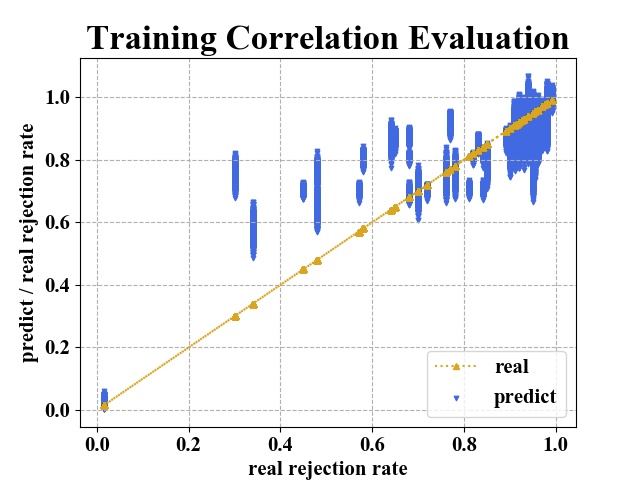 Training Correlation Evaluation
predict / real rejection rate
1.0
0.8
0.6
0.4
0.2
0.0
real
predict
0.0 0.2 0.4 0.6 0.8 1.0
real rejection rate